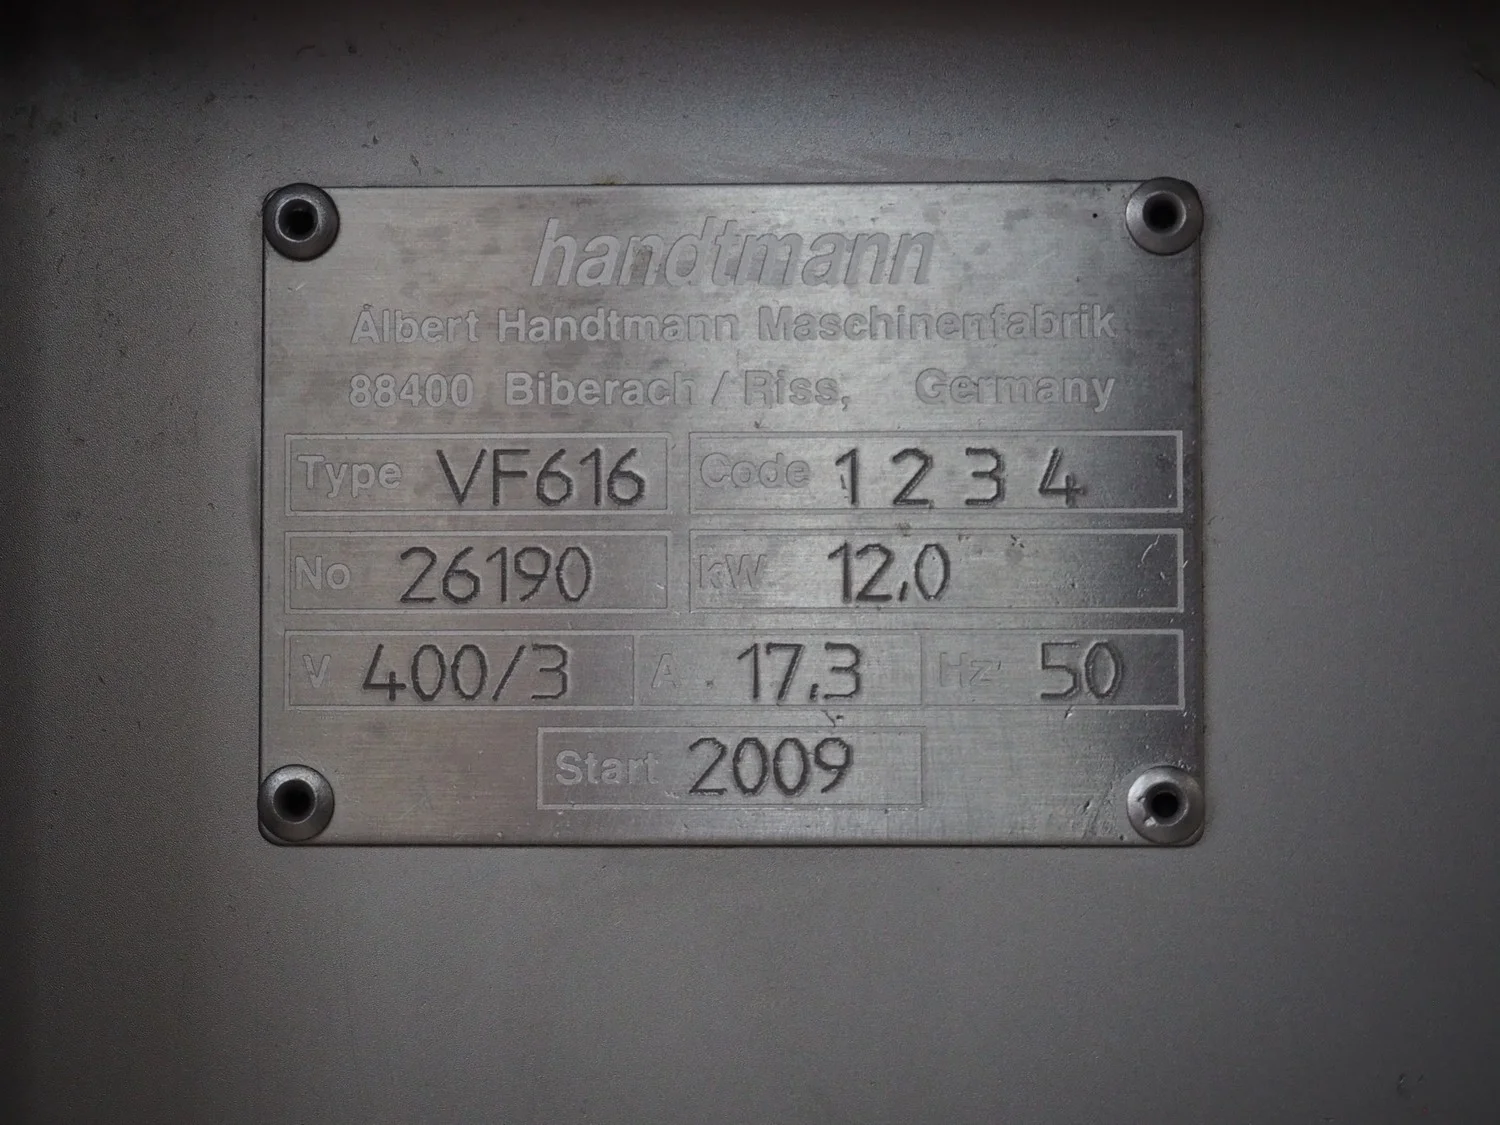 handtmann
Albert Handtmann Maschinenfabrik
88400 Biberach / Riss, Germany
Type VF616 Code 1 2 3 4
No 26190 kW 12,0
V 400/3 A 17,3 Hz 50
Start 2009